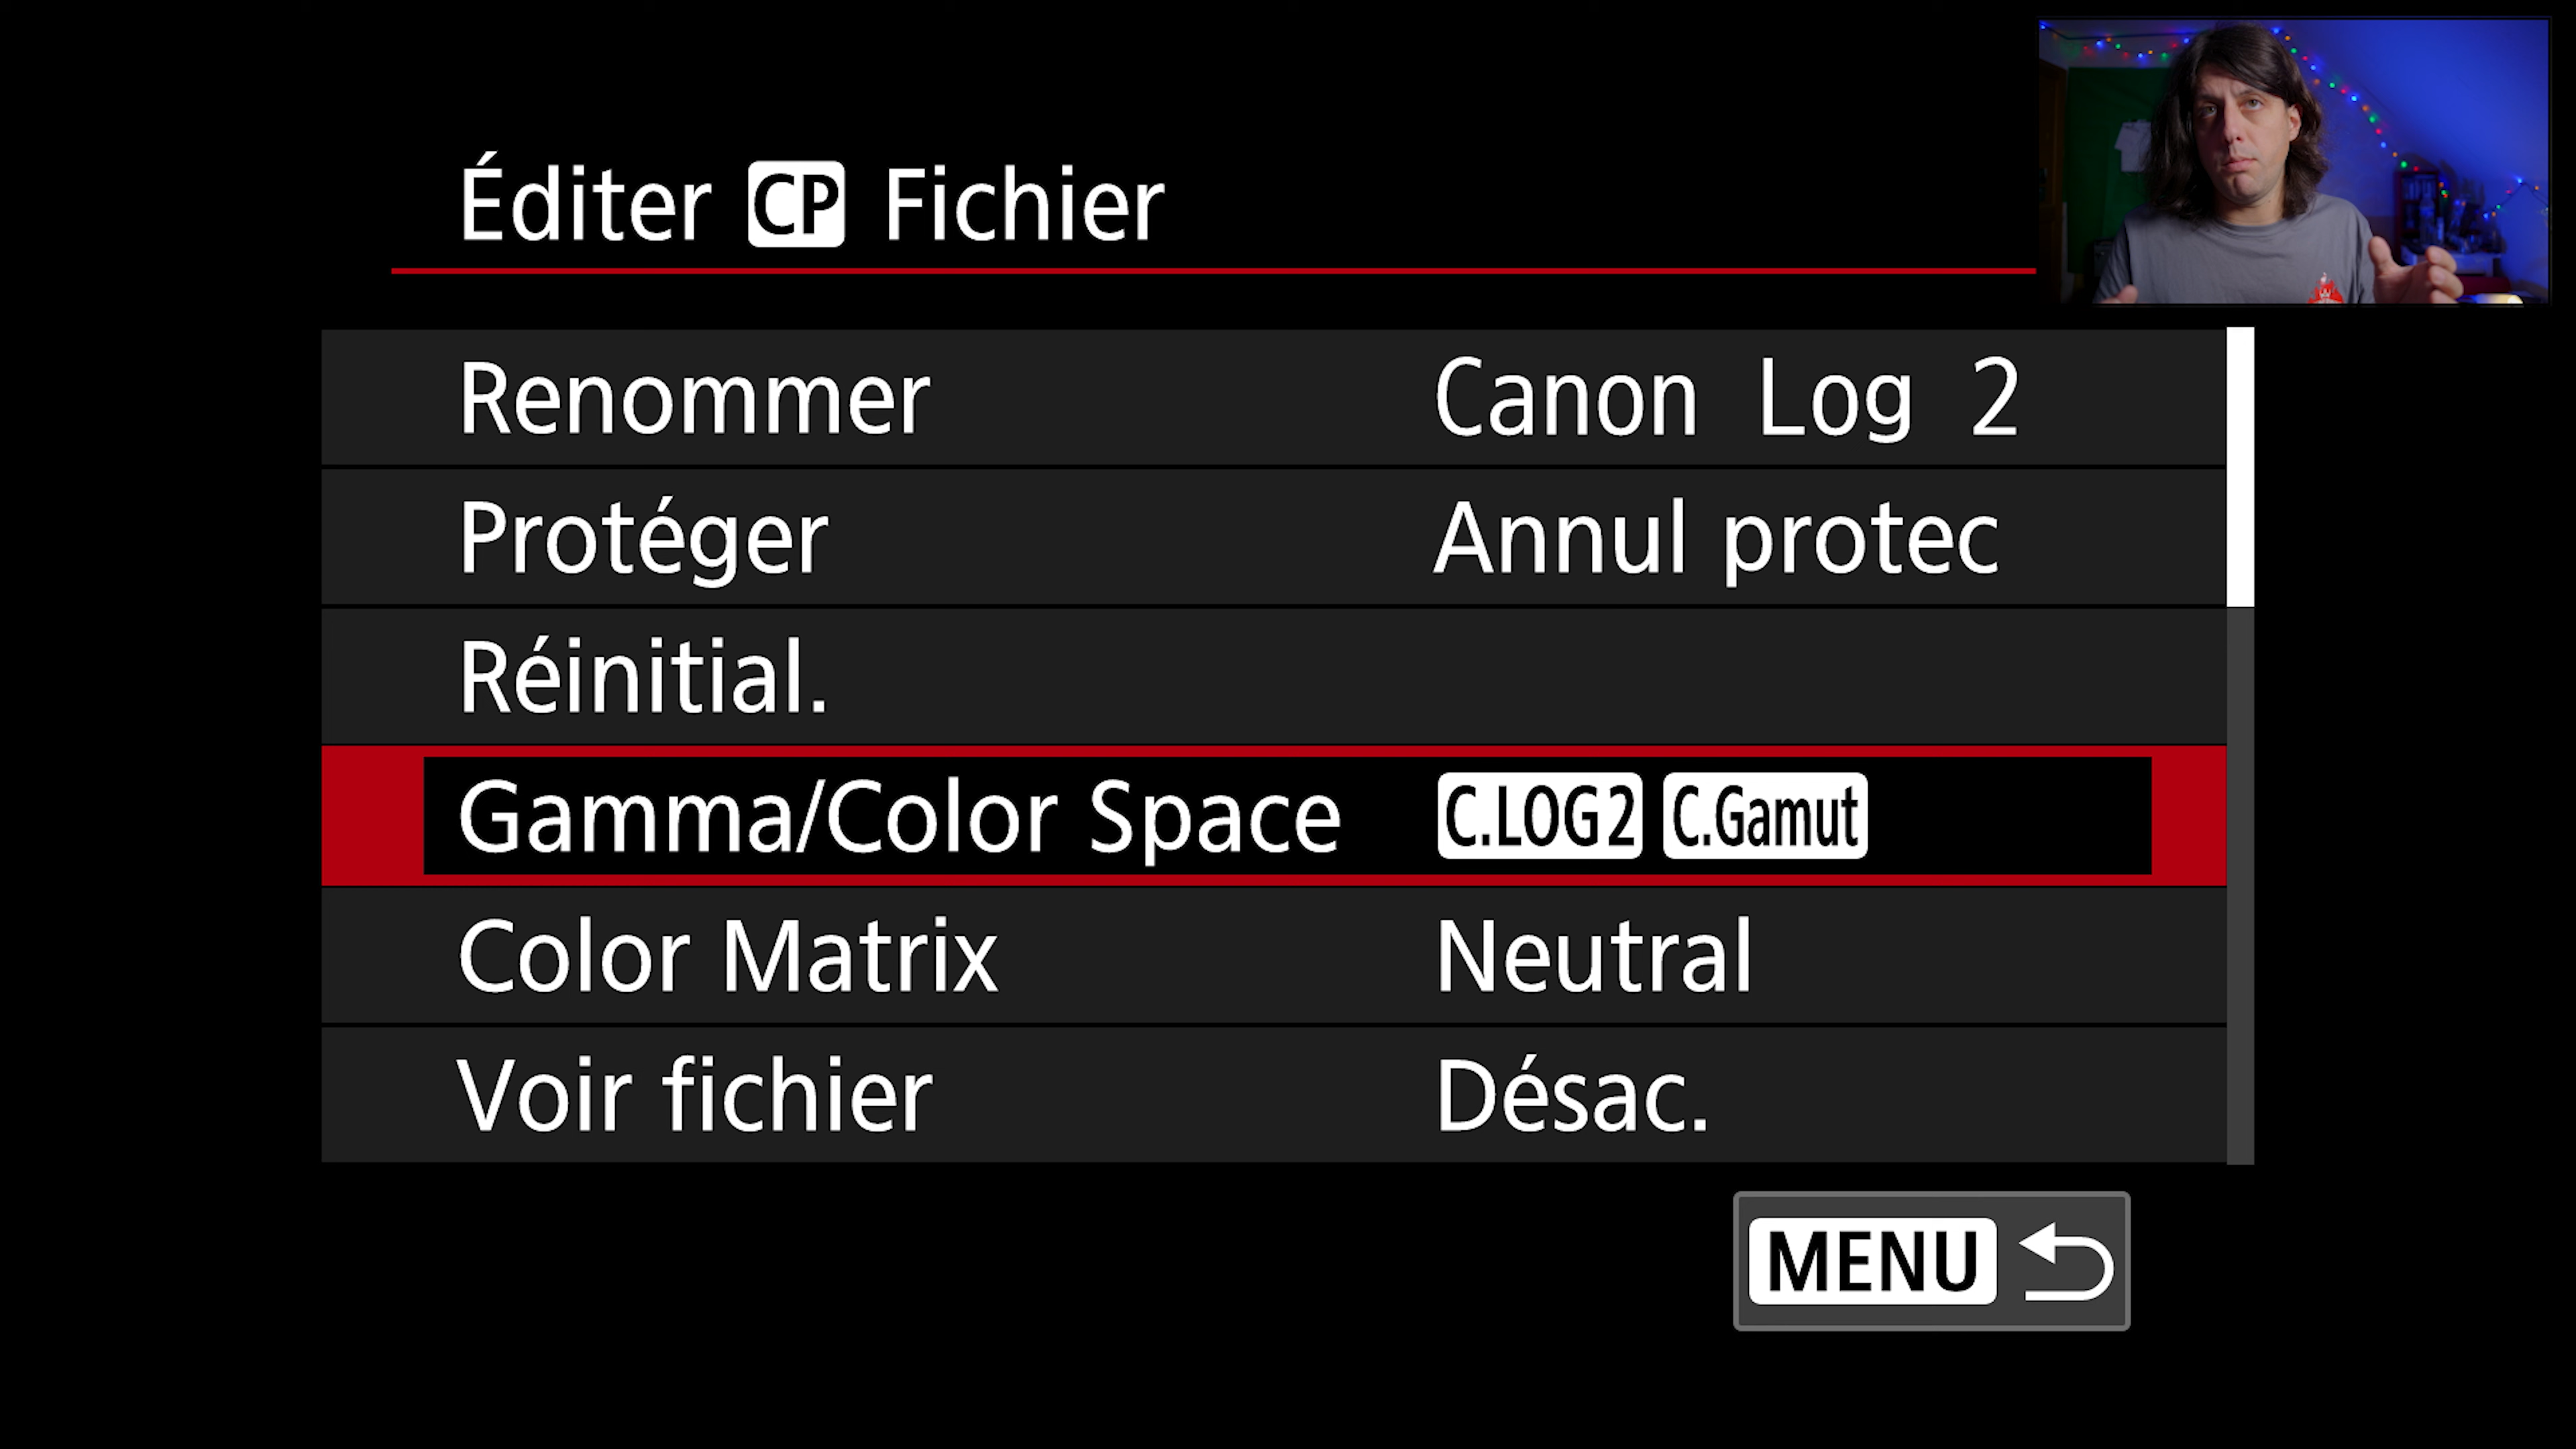 Éditer CP Fichier
Renommer Canon Log 2
Protéger Annul protec
Réinitial.
Gamma/Color Space C.LOG2 C.Gamut
Color Matrix Neutral
Voir fichier Désac.
MENU